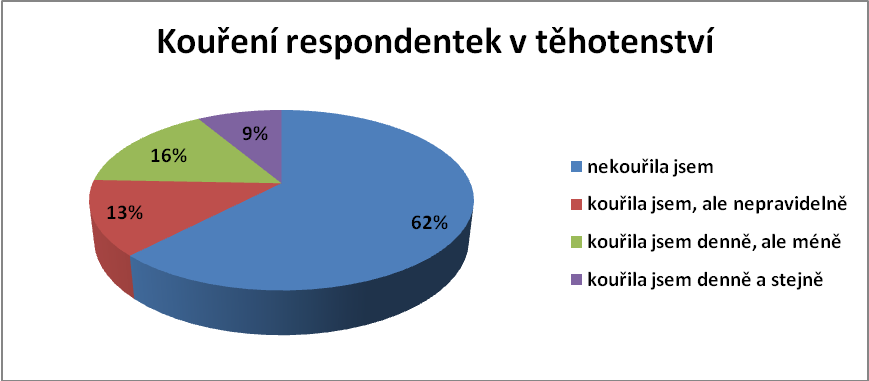 Kouření respondentek v těhotenství
9%
16%
13%
62%
nekouřila jsem
kouřila jsem, ale nepravidelně
kouřila jsem denně, ale méně
kouřila jsem denně a stejně